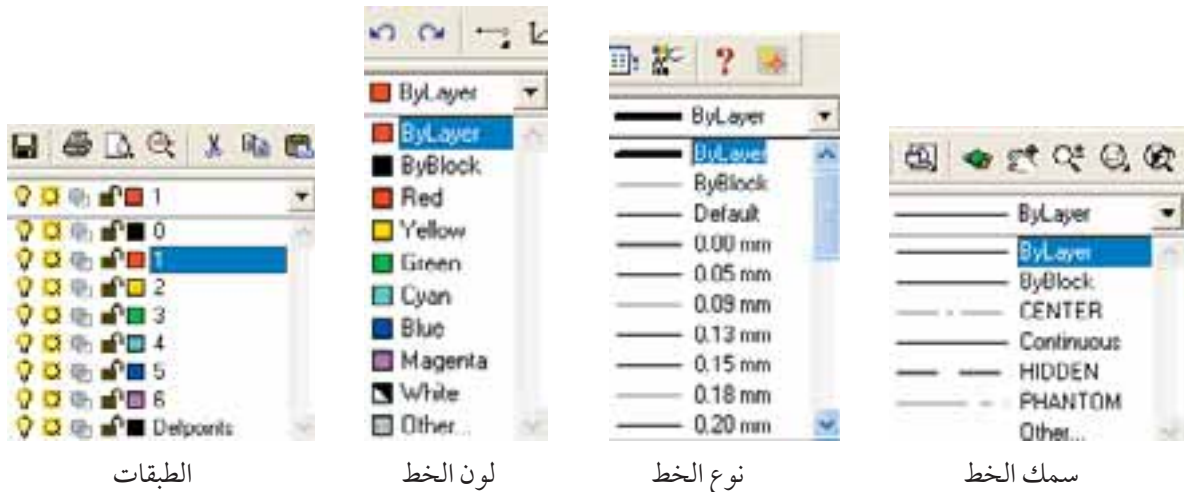 1
0
1
2
3
4
5
6
Defpoints
الطبقات
ByLayer
ByLayer
ByBlock
Red
Yellow
Green
Cyan
Blue
Magenta
White
Other...
لون الخط
ByLayer
ByLayer
ByBlock
Default
0.00 mm
0.05 mm
0.09 mm
0.13 mm
0.15 mm
0.18 mm
0.20 mm
نوع الخط
ByLayer
ByLayer
ByBlock
CENTER
Continuous
HIDDEN
PHANTOM
Other...
سمك الخط